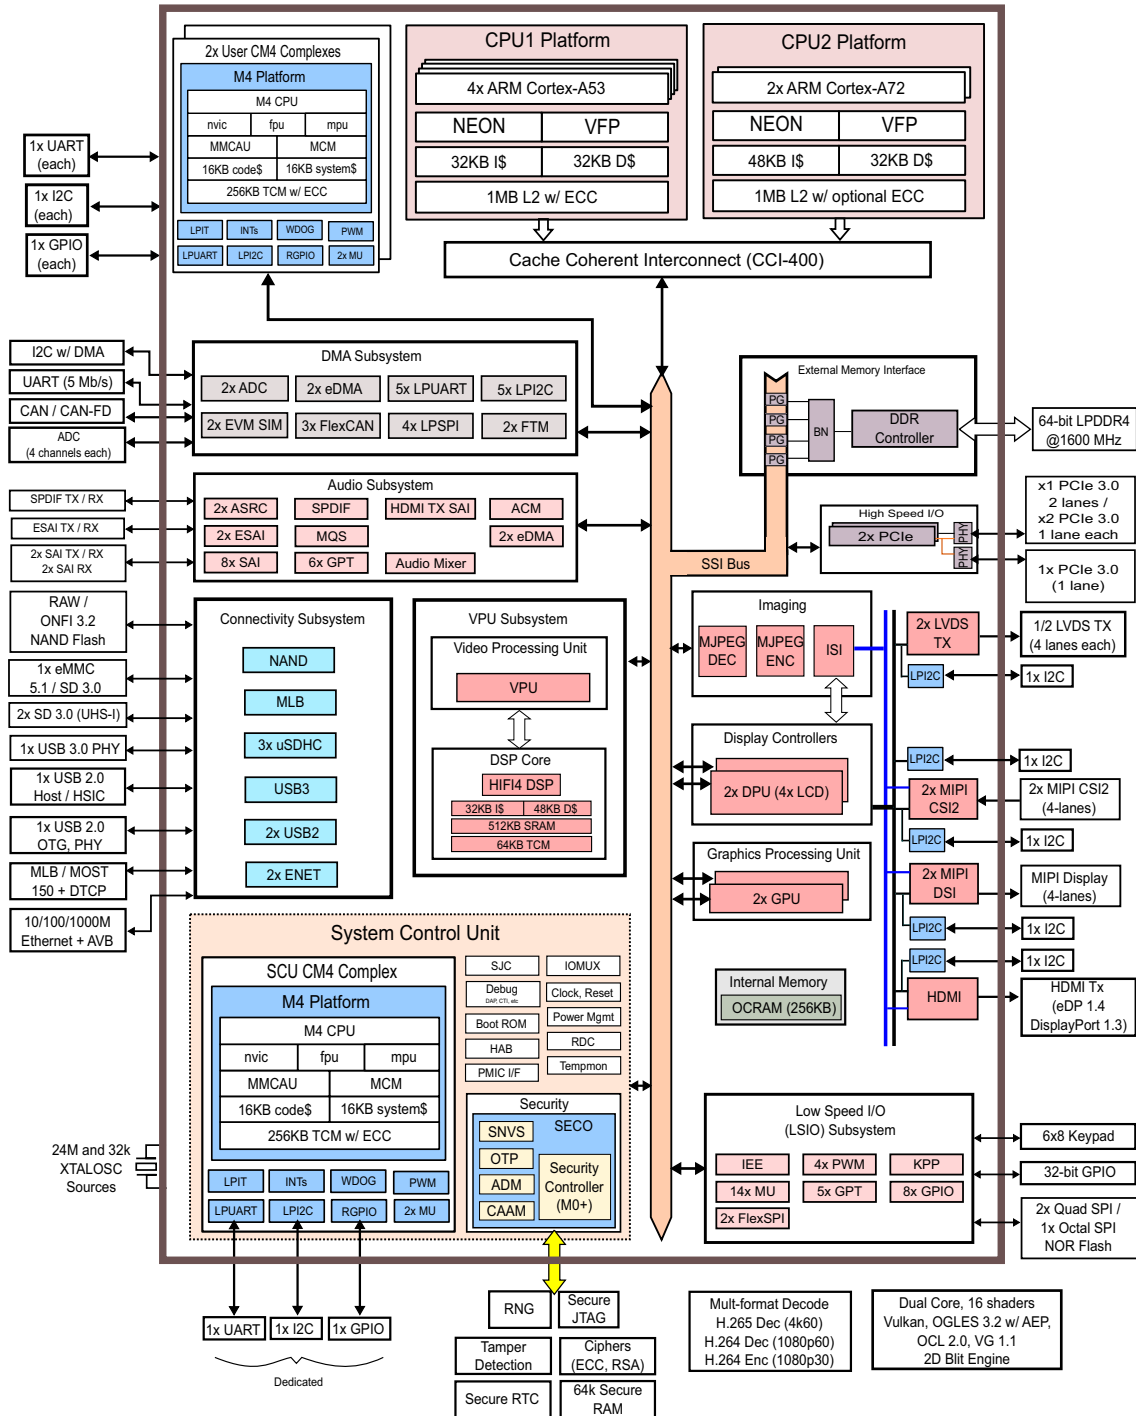 2x User CM4 Complexes
M4 Platform
M4 CPU
nvic
fpu
mpu
MMCAU
MCM
16KB code$
16KB system$
256KB TCM w/ ECC
LPIT
INTs
WDOG
PWM
LPUART
LPI2C
RGPIO
2x MU
CPU1 Platform
4x ARM Cortex-A53
NEON
VFP
32KB I$
32KB D$
1MB L2 w/ ECC
CPU2 Platform
2x ARM Cortex-A72
NEON
VFP
48KB I$
32KB D$
1MB L2 w/ optional ECC
Cache Coherent Interconnect (CCI-400)
1x UART
(each)
1x I2C
(each)
1x GPIO
(each)
I2C w/ DMA
UART (5 Mb/s)
CAN / CAN-FD
ADC
(4 channels each)
DMA Subsystem
2x ADC
2x eDMA
5x LPUART
5x LPI2C
2x EVM SIM
3x FlexCAN
4x LPSPI
2x FTM
External Memory Interface
PG
PG
PG
PG
BN
DDR
Controller
64-bit LPDDR4
@1600 MHz
SPDIF TX / RX
ESAI TX / RX
2x SAI TX / RX
2x SAI RX
Audio Subsystem
2x ASRC
SPDIF
HDMI TX SAI
ACM
2x ESAI
MQS
2x eDMA
8x SAI
6x GPT
Audio Mixer
SSI Bus
High Speed I/O
2x PCIe
PHY
PHY
x1 PCIe 3.0
2 lanes /
x2 PCIe 3.0
1 lane each
1x PCIe 3.0
(1 lane)
RAW /
ONFI 3.2
NAND Flash
1x eMMC
5.1 / SD 3.0
2x SD 3.0 (UHS-I)
1x USB 3.0 PHY
1x USB 2.0
Host / HSIC
1x USB 2.0
OTG, PHY
MLB / MOST
150 + DTCP
10/100/1000M
Ethernet + AVB
Connectivity Subsystem
NAND
MLB
3x uSDHC
USB3
2x USB2
2x ENET
VPU Subsystem
Video Processing Unit
VPU
DSP Core
HIFI4 DSP
32KB I$
48KB D$
512KB SRAM
64KB TCM
Imaging
MJPEG
DEC
MJPEG
ENC
ISI
Display Controllers
2x DPU (4x LCD)
Graphics Processing Unit
2x GPU
Internal Memory
OCRAM (256KB)
2x LVDS
TX
LPI2C
LPI2C
2x MIPI
CSI2
LPI2C
2x MIPI
DSI
LPI2C
LPI2C
HDMI
1/2 LVDS TX
(4 lanes each)
1x I2C
1x I2C
2x MIPI CSI2
(4-lanes)
1x I2C
MIPI Display
(4-lanes)
1x I2C
1x I2C
HDMI Tx
(eDP 1.4
DisplayPort 1.3)
System Control Unit
SCU CM4 Complex
M4 Platform
M4 CPU
nvic
fpu
mpu
MMCAU
MCM
16KB code$
16KB system$
256KB TCM w/ ECC
LPIT
INTs
WDOG
PWM
LPUART
LPI2C
RGPIO
2x MU
SJC
IOMUX
Debug
DAP, CTI, etc
Clock, Reset
Boot ROM
Power Mgmt
HAB
RDC
PMIC I/F
Tempmon
Security
SECO
SNVS
OTP
ADM
CAAM
Security
Controller
(M0+)
24M and 32k
XTALOSC
Sources
Low Speed I/O
(LSIO) Subsystem
IEE
4x PWM
KPP
14x MU
5x GPT
8x GPIO
2x FlexSPI
6x8 Keypad
32-bit GPIO
2x Quad SPI /
1x Octal SPI
NOR Flash
1x UART
1x I2C
1x GPIO
Dedicated
RNG
Secure
JTAG
Tamper
Detection
Ciphers
(ECC, RSA)
Secure RTC
64k Secure
RAM
Mult-format Decode
H.265 Dec (4k60)
H.264 Dec (1080p60)
H.264 Enc (1080p30)
Dual Core, 16 shaders
Vulkan, OGLES 3.2 w/ AEP,
OCL 2.0, VG 1.1
2D Blit Engine